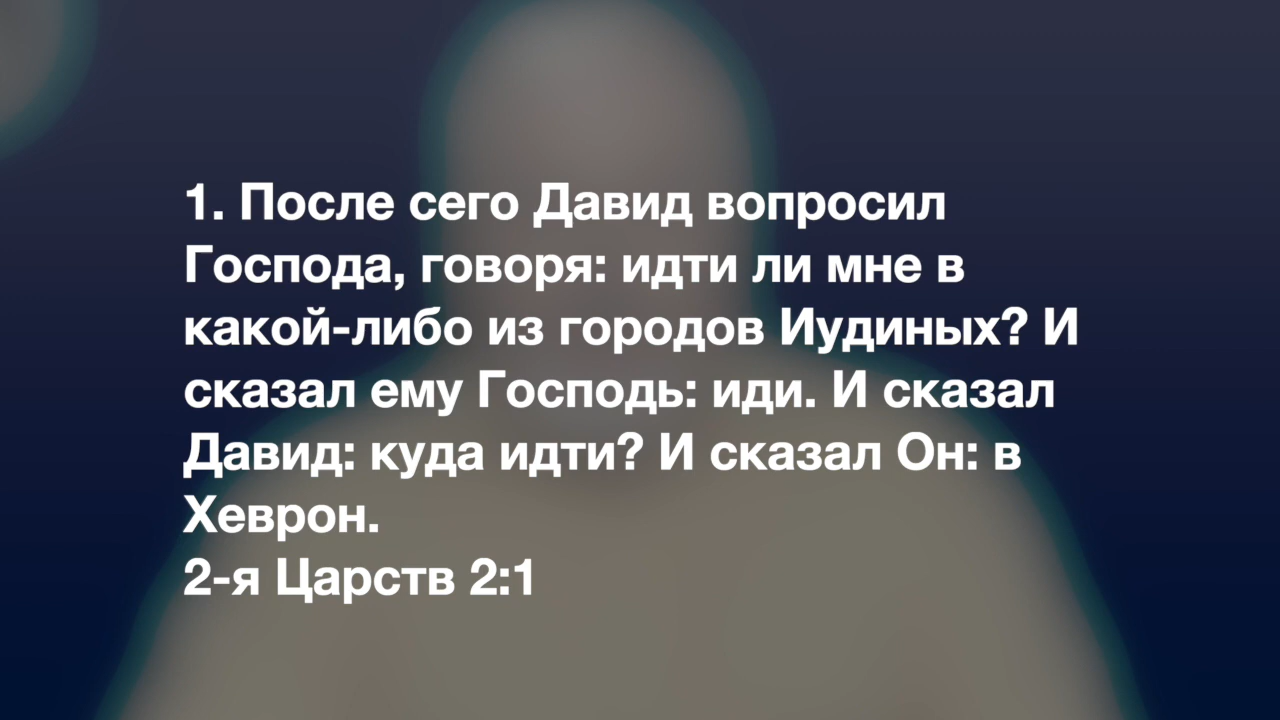 1. После сего Давид вопросил
Господа, говоря: идти ли мне в
какой-либо из городов Иудиных? И
сказал ему Господь: иди. И сказал
Давид: куда идти? И сказал Он: в
Хеврон.
2-я Царств 2:1